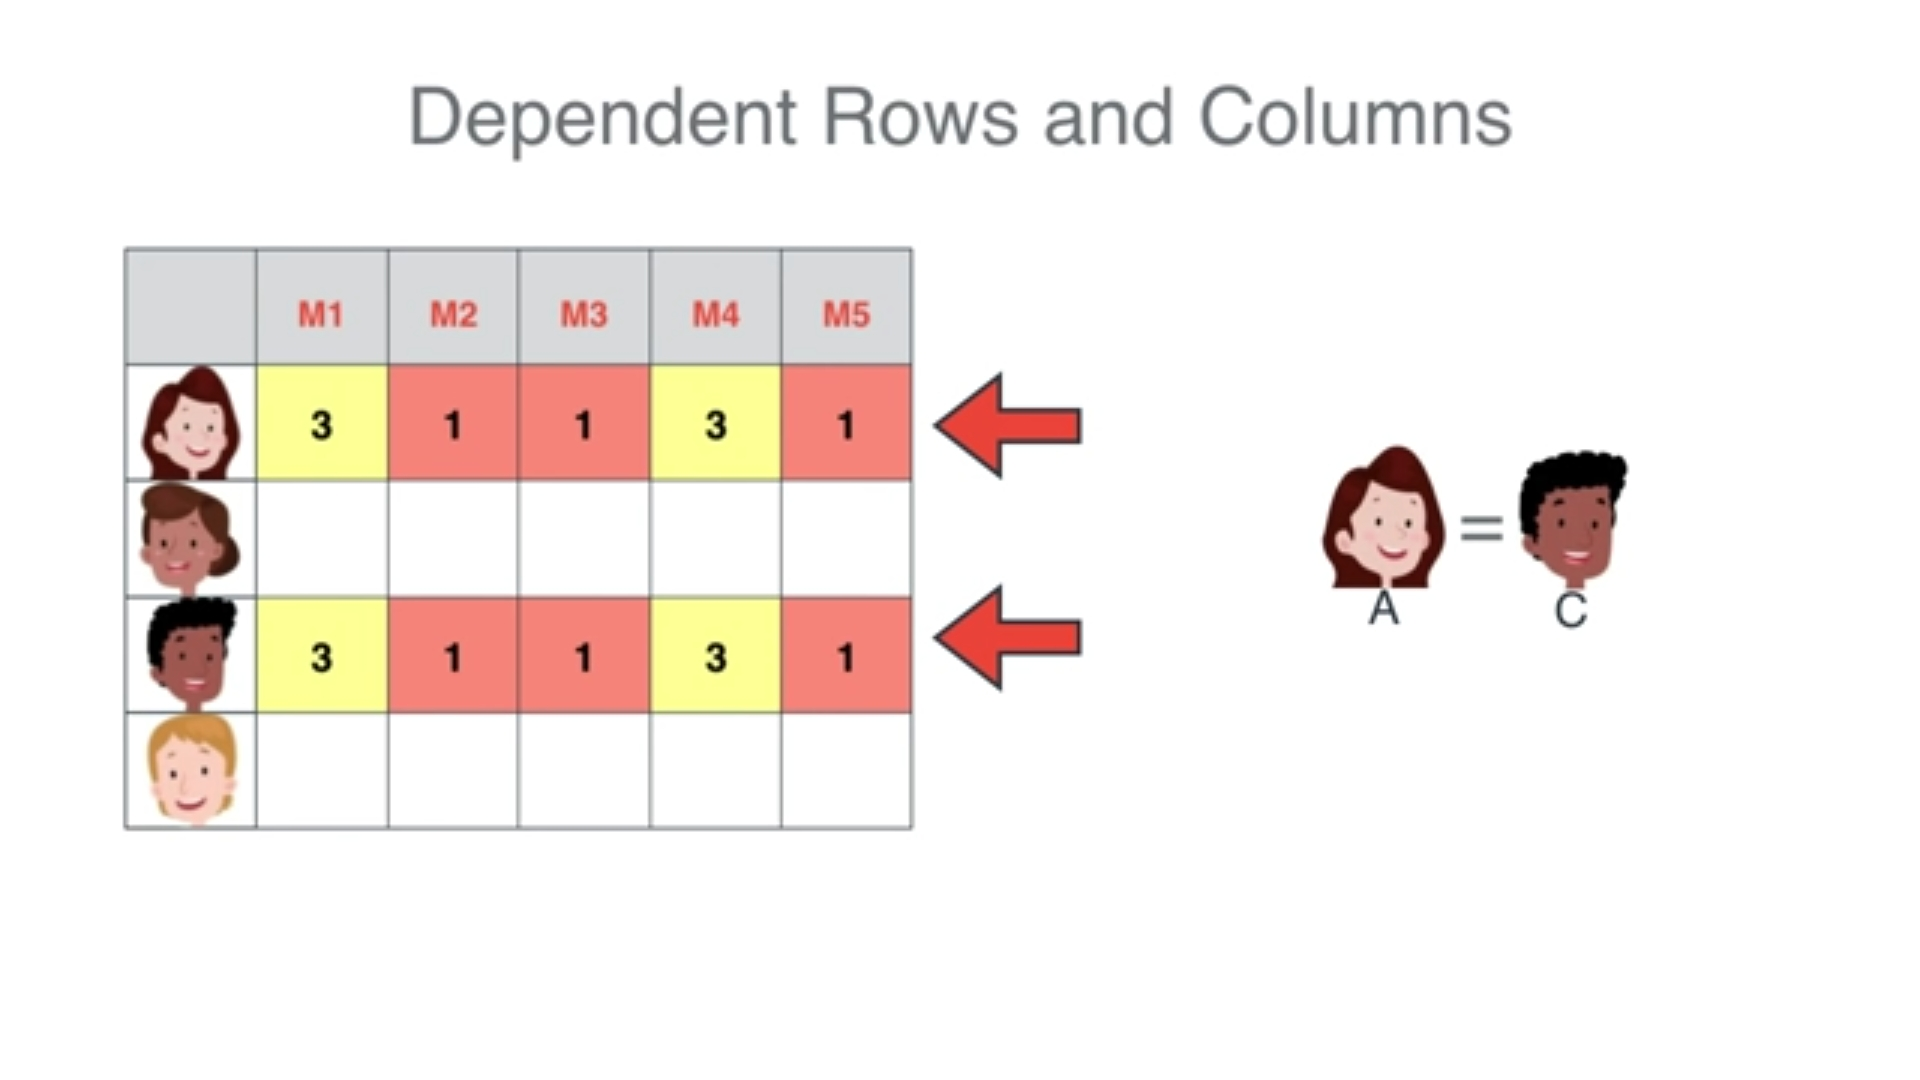 Dependent Rows and Columns
M1 M2 M3 M4 M5
3 1 1 3 1
3 1 1 3 1
=
A C